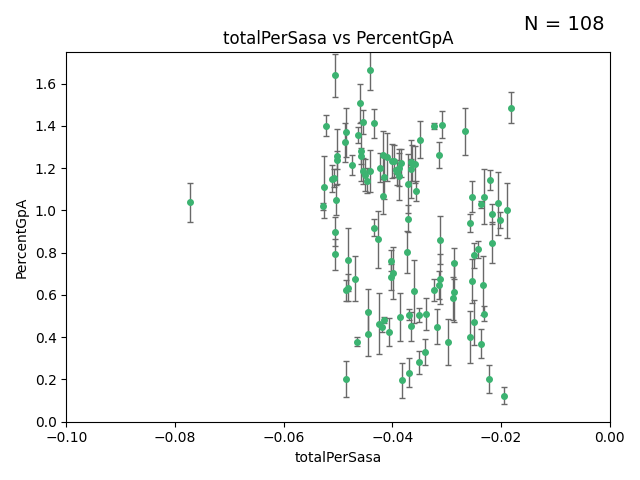 N = 108
totalPerSasa vs PercentGpA
PercentGpA
1.6
1.4
1.2
1.0
0.8
0.6
0.4
0.2
0.0
−0.10 −0.08 −0.06 −0.04 −0.02 0.00
totalPerSasa